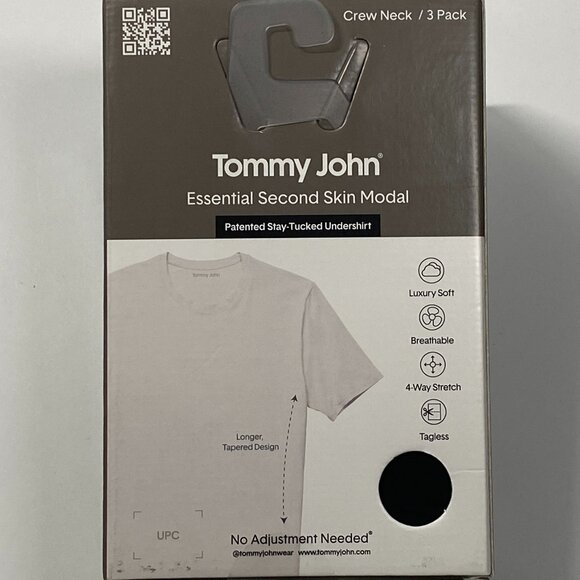 Crew Neck / 3 Pack
Tommy John®
Essential Second Skin Modal
Patented Stay-Tucked Undershirt
Tommy John
Luxury Soft
Breathable
4-Way Stretch
Tagless
Longer,
Tapered Design
UPC
No Adjustment Needed®
@tommyjohnwear www.tommyjohn.com